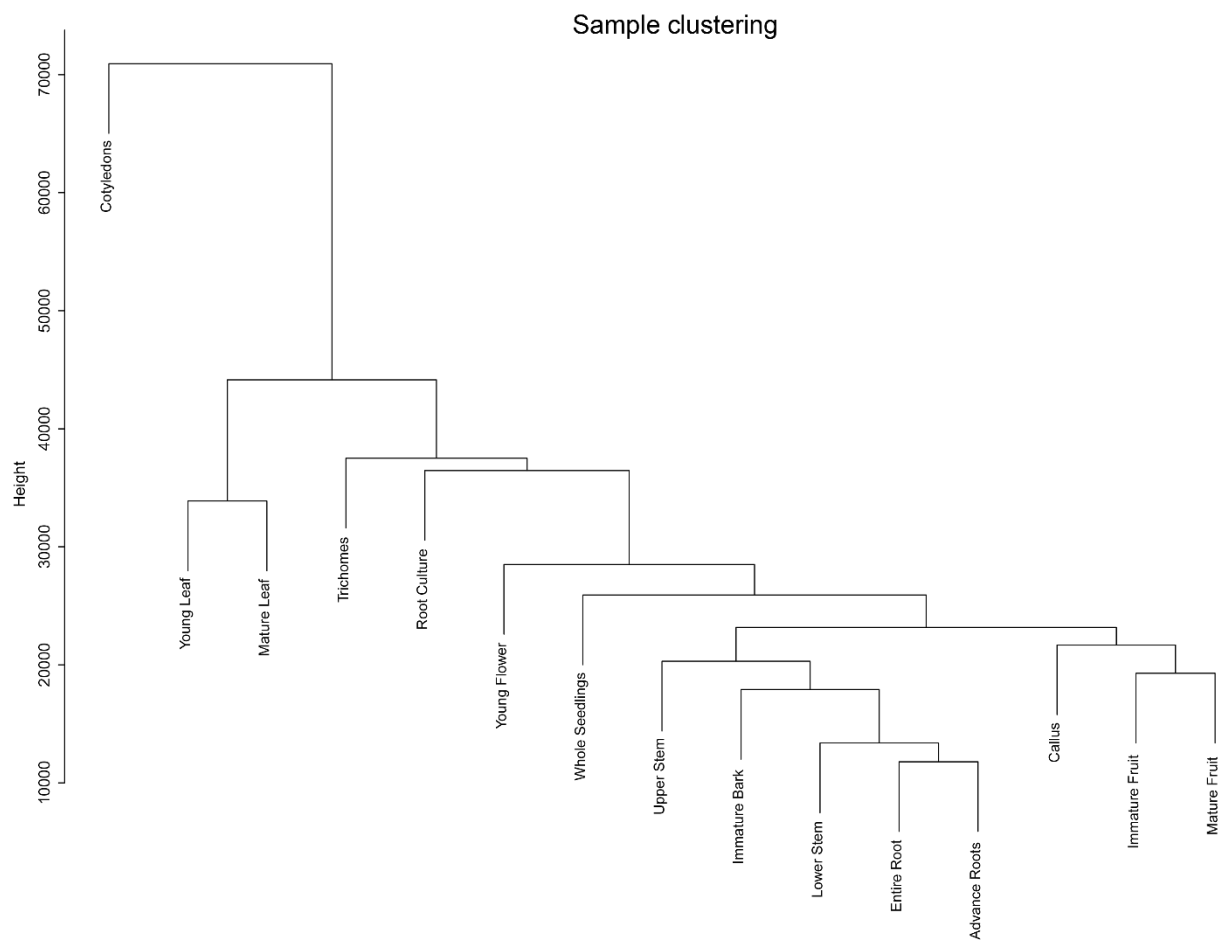 Sample clustering
Height
70000
60000
50000
40000
30000
20000
10000
Cotyledons
Young Leaf
Mature Leaf
Trichomes
Root Culture
Young Flower
Whole Seedlings
Upper Stem
Immature Bark
Lower Stem
Entire Root
Advance Roots
Callus
Immature Fruit
Mature Fruit